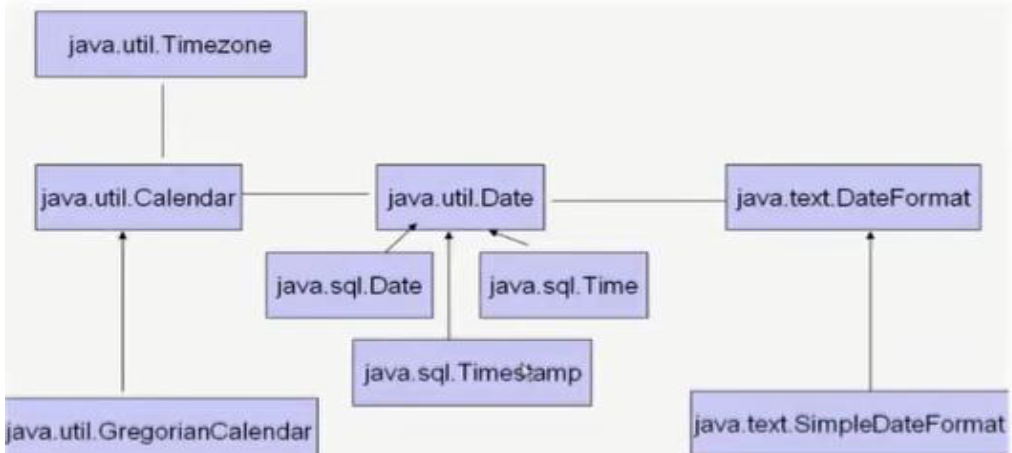 java.util.Timezone
java.util.Calendar
java.util.Date
java.text.DateFormat
java.sql.Date
java.sql.Time
java.sql.Timestamp
java.util.GregorianCalendar
java.text.SimpleDateFormat